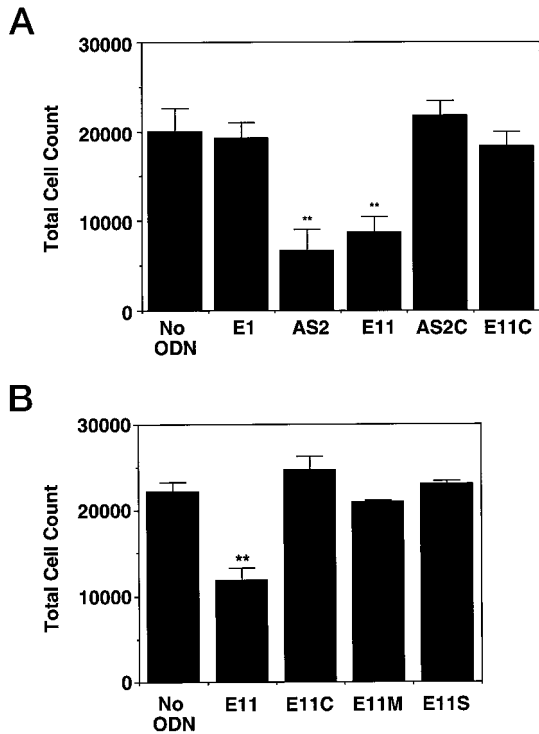 A
30000
20000
10000
0
Total Cell Count
**
**
No ODN
E1
AS2
E11
AS2C
E11C
B
30000
20000
10000
0
Total Cell Count
**
No ODN
E11
E11C
E11M
E11S